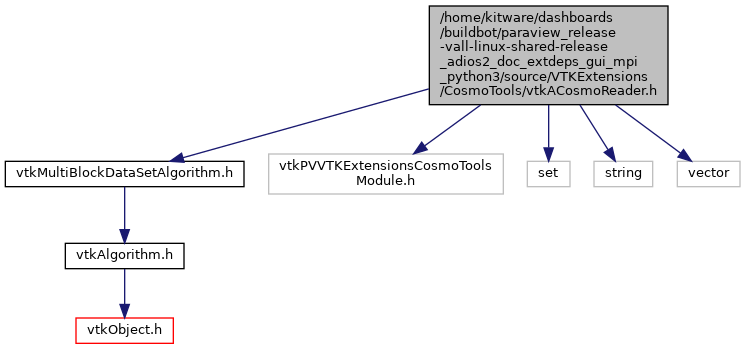 /home/kitware/dashboards
/buildbot/paraview_release
-vall-linux-shared-release
_adios2_doc_extdeps_gui_mpi
_python3/source/VTKExtensions
/CosmoTools/vtkACosmoReader.h
vtkMultiBlockDataSetAlgorithm.h
vtkPVVTKExtensionsCosmoTools
Module.h
set
string
vector
vtkAlgorithm.h
vtkObject.h